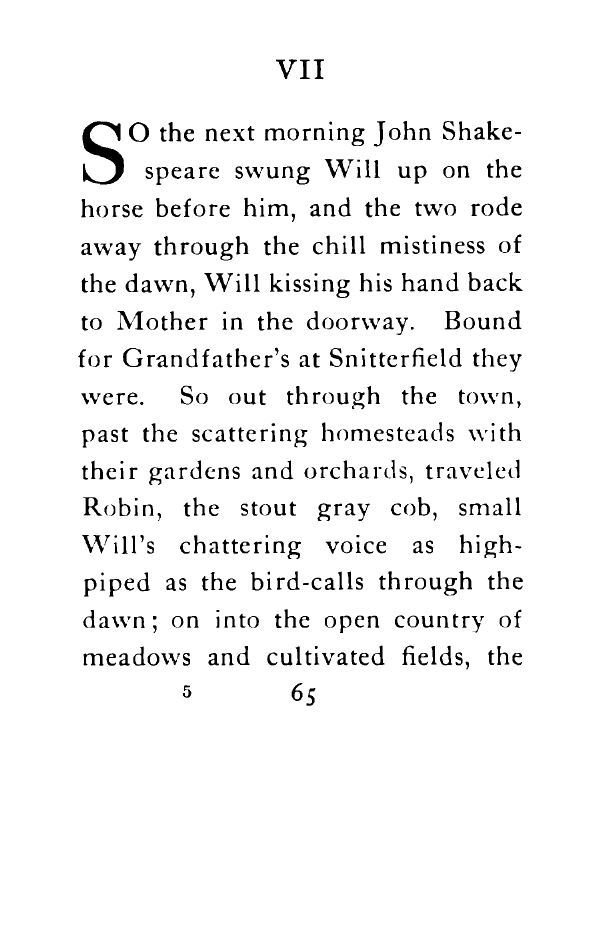 VII
SO the next morning John Shake-
speare swung Will up on the
horse before him, and the two rode
away through the chill mistiness of
the dawn, Will kissing his hand back
to Mother in the doorway. Bound
for Grandfather's at Snitterfield they
were. So out through the town,
past the scattering homesteads with
their gardens and orchards, traveled
Robin, the stout gray cob, small
Will's chattering voice as high-
piped as the bird-calls through the
dawn; on into the open country of
meadows and cultivated fields, the
5 65